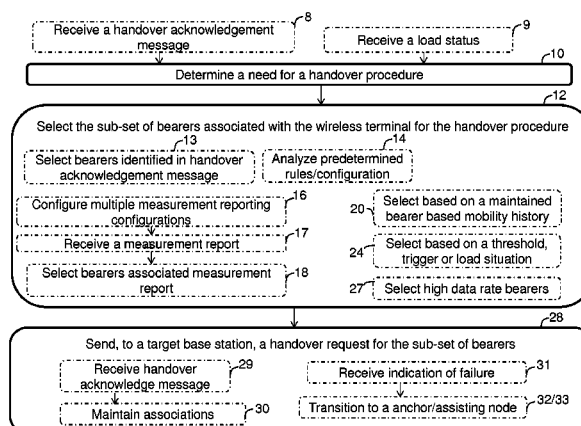 8
Receive a handover acknowledgement
message
9
Receive a load status
10
Determine a need for a handover procedure
12
Select the sub-set of bearers associated with the wireless terminal for the handover procedure
13
Select bearers identified in handover
acknowledgement message
14
Analyze predetermined
rules/configuration
16
Configure multiple measurement reporting
configurations
17
Receive a measurement report
18
Select bearers associated measurement
report
20
Select based on a maintained
bearer based mobility history
24
Select based on a threshold,
trigger or load situation
27
Select high data rate bearers
28
Send, to a target base station, a handover request for the sub-set of bearers
29
Receive handover
acknowledge message
30
Maintain associations
31
Receive indication of failure
32/33
Transition to a anchor/assisting node